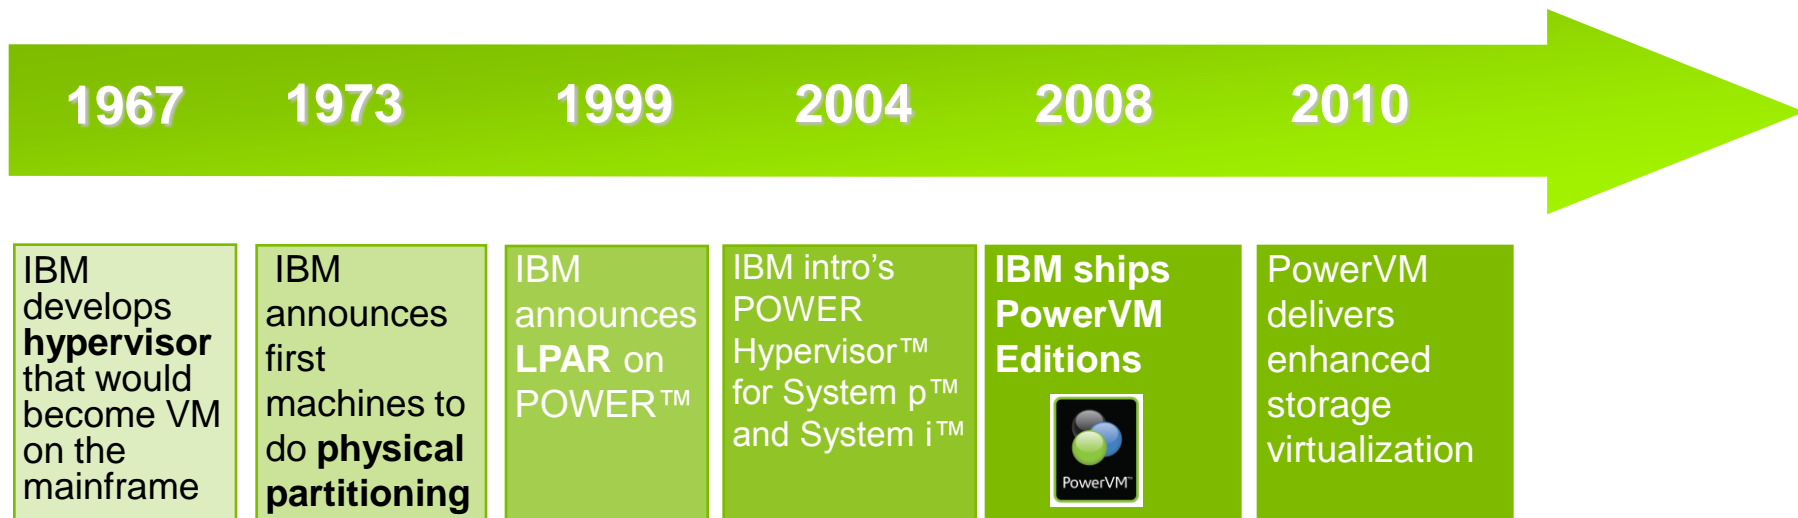 1967 1973 1999 2004 2008 2010
IBM
develops
hypervisor
that would
become VM
on the
mainframe
IBM
announces
first
machines to
do physical
partitioning
IBM
announces
LPAR on
POWER™
IBM intro’s
POWER
Hypervisor™
for System p™
and System i™
IBM ships
PowerVM
Editions
PowerVM™
PowerVM
delivers
enhanced
storage
virtualization